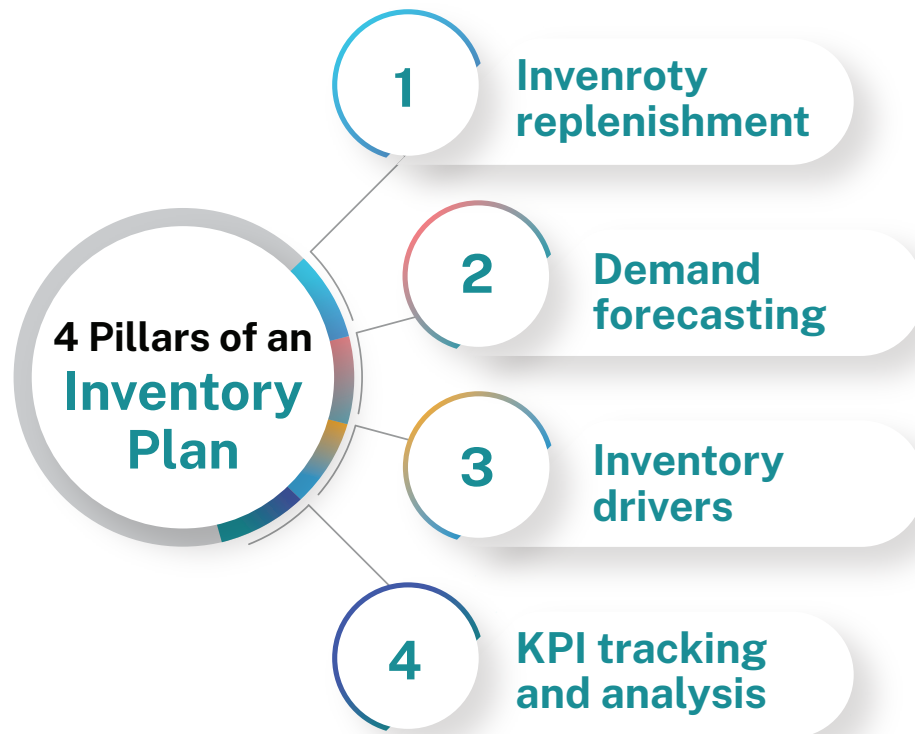 4 Pillars of an
Inventory
Plan
1
Invenroty
replenishment
2
Demand
forecasting
3
Inventory
drivers
4
KPI tracking
and analysis